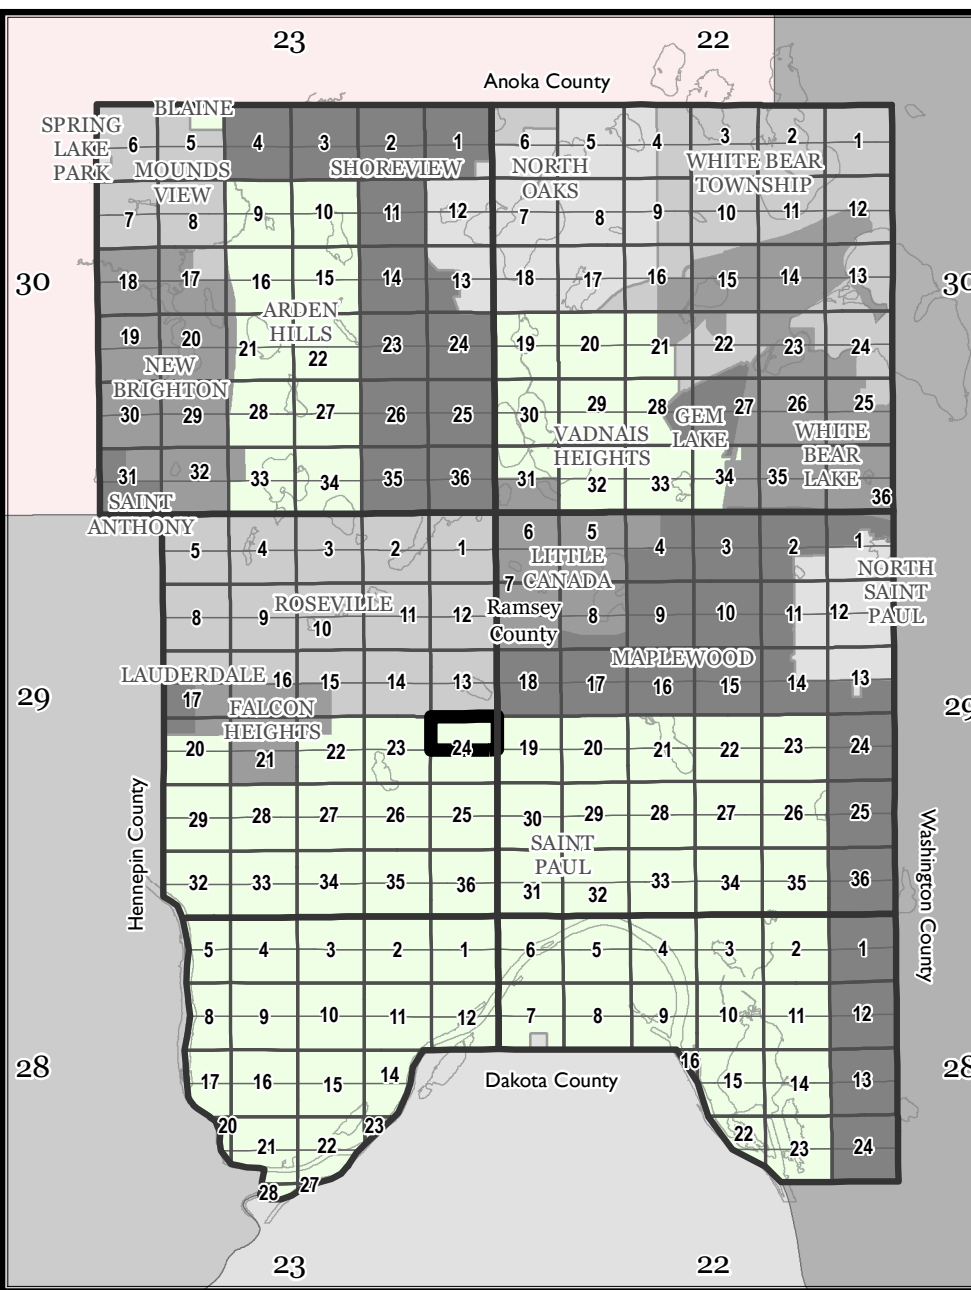 23 22
Anoka County
BLAINE
SPRING
LAKE
PARK
6 5 4 3 2 1 6 5 4 3 2 1
MOUNDS
VIEW
SHOREVIEW
NORTH
OAKS
WHITE BEAR
TOWNSHIP
7 8 9 10 11 12 7 8 9 10 11 12
30 18 17 16 15 14 13 18 17 16 15 14 13 30
ARDEN
HILLS
19 20 21 22 23 24 19 20 21 22 23 24
NEW
BRIGHTON
30 29 28 27 26 25 30 29 28 27 26 25
GEM
LAKE
VADNAIS
HEIGHTS
WHITE
BEAR
LAKE
31 32 33 34 35 36 31 32 33 34 35 36
SAINT
ANTHONY
5 4 3 2 1 6 5 4 3 2 1
LITTLE
CANADA
NORTH
SAINT
PAUL
8 9 10 11 12 7 8 9 10 11 12
ROSEVILLE
Ramsey
County
MAPLEWOOD
LAUDERDALE
29 17 16 15 14 13 18 17 16 15 14 13 29
FALCON
HEIGHTS
20 21 22 23 24 19 20 21 22 23 24
29 28 27 26 25 30 29 28 27 26 25
Hennepin County
Washington County
SAINT
PAUL
32 33 34 35 36 31 32 33 34 35 36
5 4 3 2 1 6 5 4 3 2 1
8 9 10 11 12 7 8 9 10 11 12
28 17 16 15 14 16 15 14 13 28
Dakota County
20 21 22 23 22 23 24
28 27
23 22